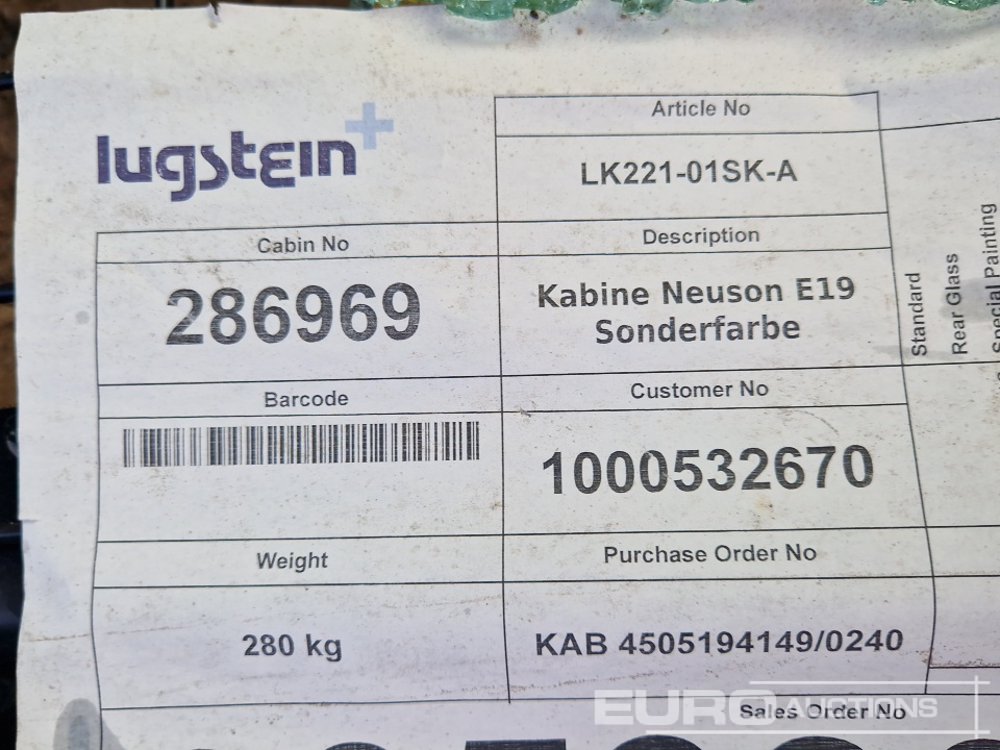 lugstein+
Article No
LK221-01SK-A
Cabin No
286969
Description
Kabine Neuson E19
Sonderfarbe
Standard
Rear Glass
Special Painting
Barcode
Customer No
1000532670
Weight
280 kg
Purchase Order No
KAB 4505194149/0240
Sales Order No
EURO AUCTIONS